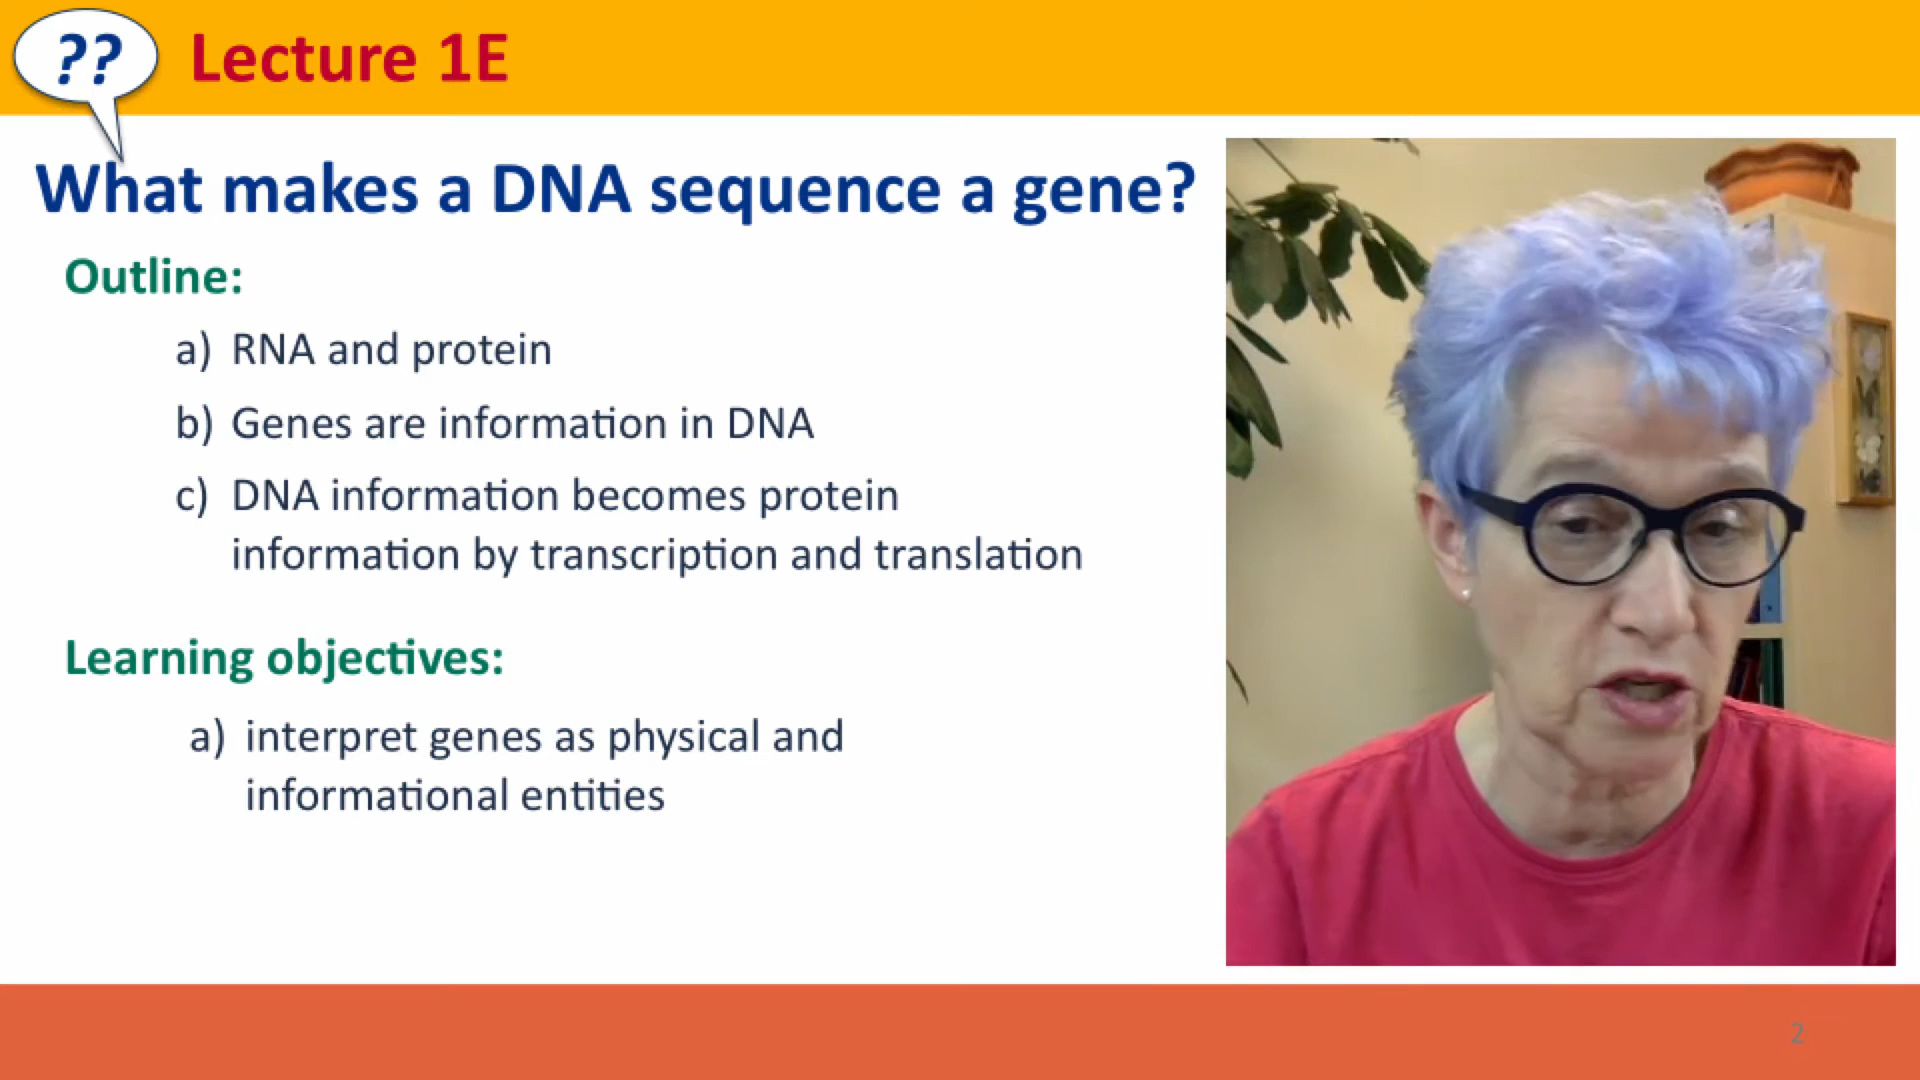 ??
Lecture 1E
What makes a DNA sequence a gene?
Outline:
a) RNA and protein
b) Genes are information in DNA
c) DNA information becomes protein
information by transcription and translation
Learning objectives:
a) interpret genes as physical and
informational entities
2